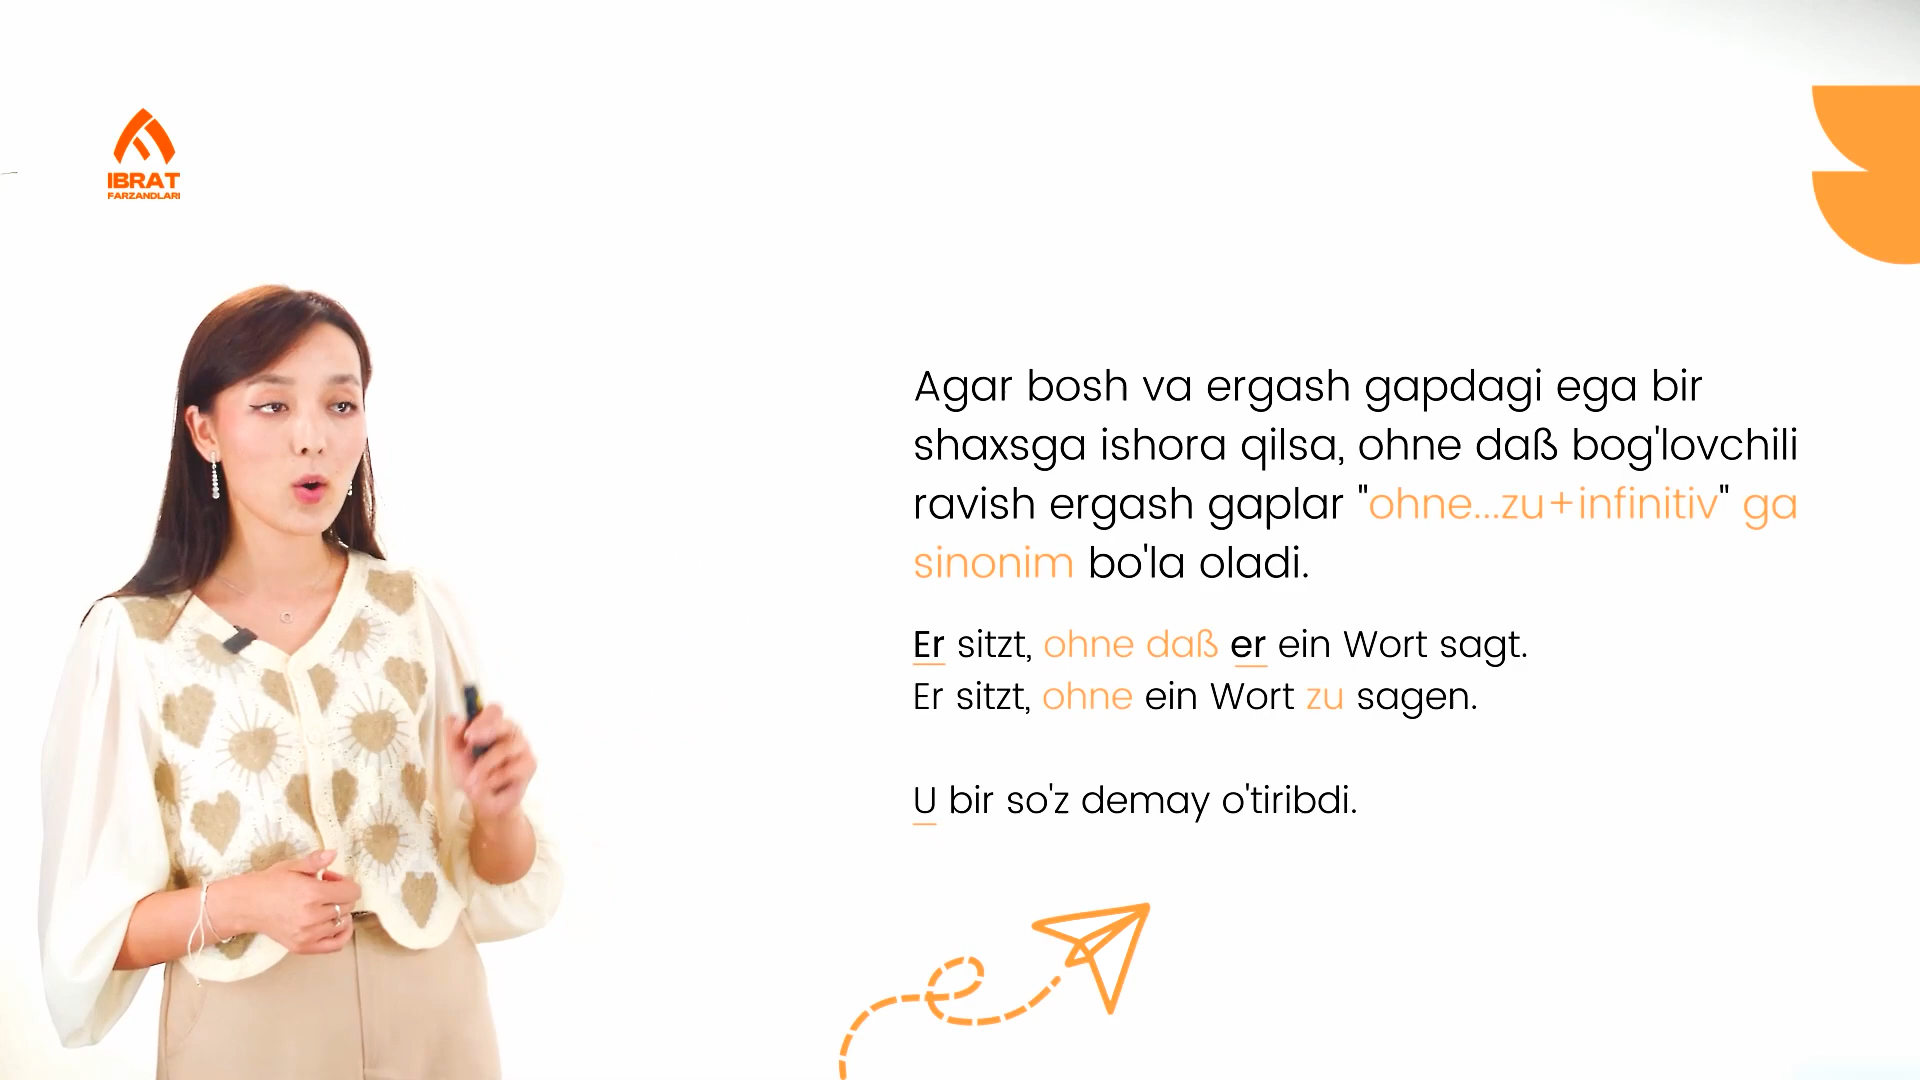 IBRAT
FARZANDLARI
Agar bosh va ergash gapdagi ega bir
shaxsga ishora qilsa, ohne daß bog'lovchili
ravish ergash gaplar "ohne...zu+infinitiv" ga
sinonim bo'la oladi.
Er sitzt, ohne daß er ein Wort sagt.
Er sitzt, ohne ein Wort zu sagen.
U bir so'z demay o'tiribdi.